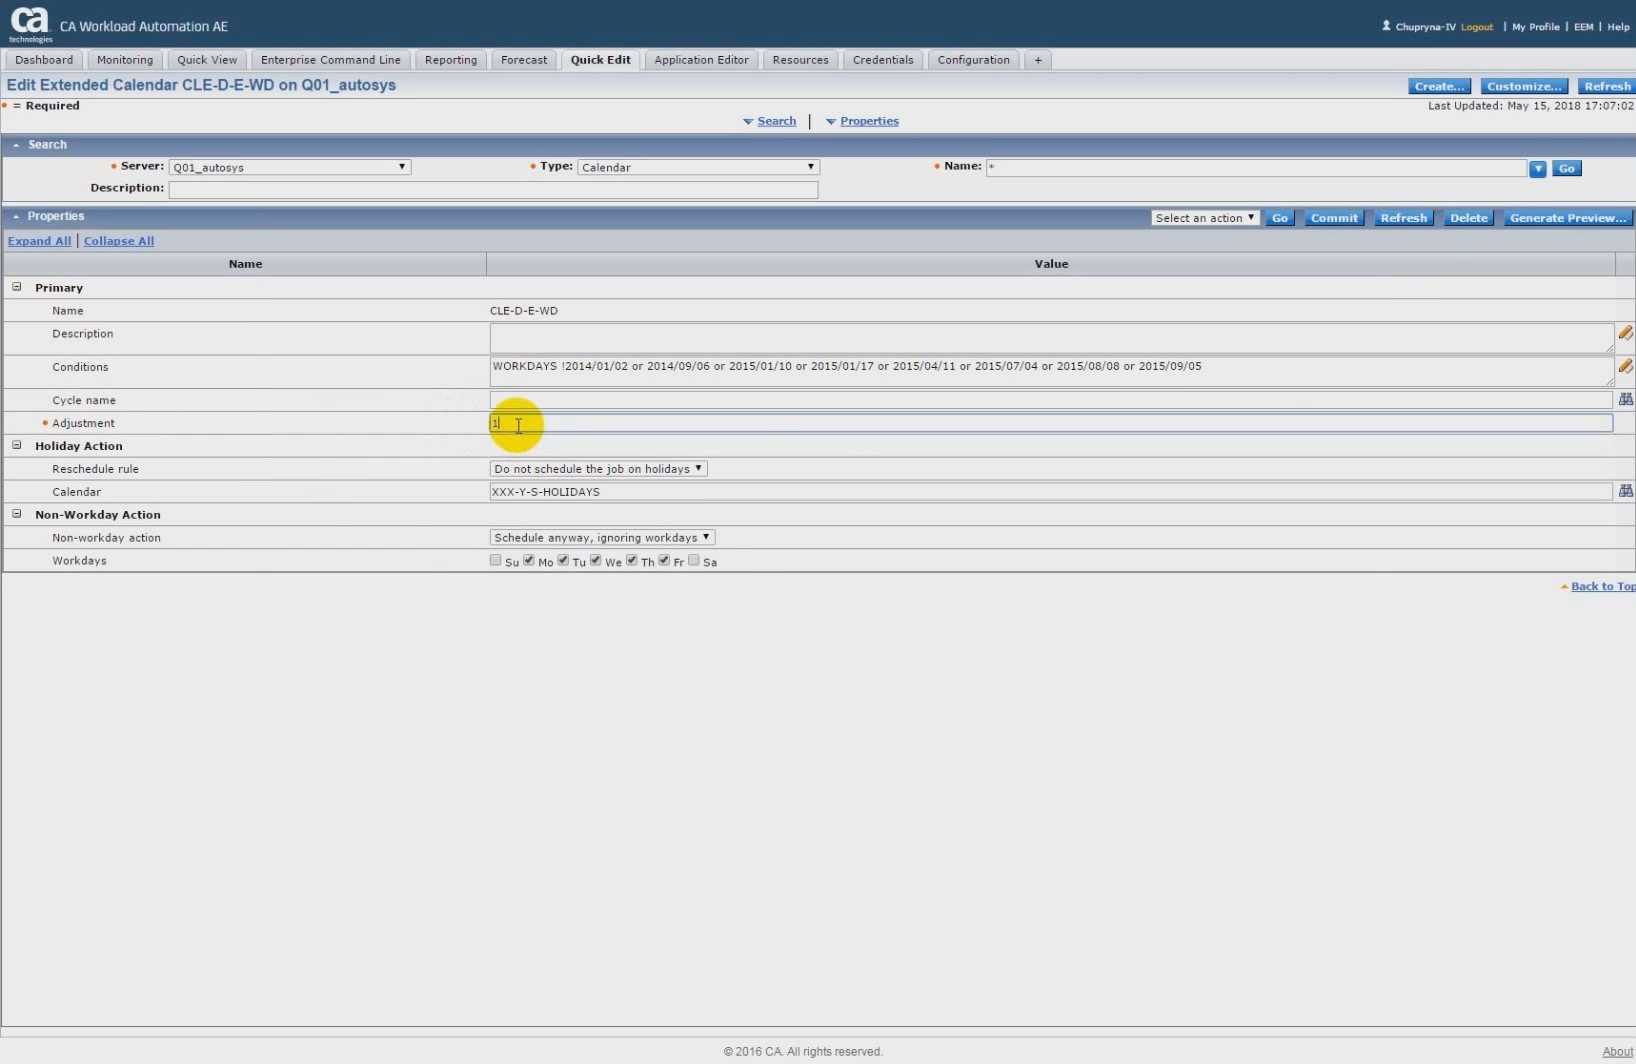 ca technologies CA Workload Automation AE
Chupryna-IV Logout | My Profile | EEM | Help
Dashboard Monitoring Quick View Enterprise Command Line Reporting Forecast Quick Edit Application Editor Resources Credentials Configuration +
Edit Extended Calendar CLE-D-E-WD on Q01_autosys
Create... Customize... Refresh
= Required
Last Updated: May 15, 2018 17:07:02
Search | Properties
Search
Server: Q01_autosys Type: Calendar Name: * Go
Description:
Properties
Select an action Go Commit Refresh Delete Generate Preview...
Expand All | Collapse All
Name Value
Primary
Name CLE-D-E-WD
Description
Conditions WORKDAYS !2014/01/02 or 2014/09/06 or 2015/01/10 or 2015/01/17 or 2015/04/11 or 2015/07/04 or 2015/08/08 or 2015/09/05
Cycle name
Adjustment 1
Holiday Action
Reschedule rule Do not schedule the job on holidays
Calendar XXX-Y-S-HOLIDAYS
Non-Workday Action
Non-workday action Schedule anyway, ignoring workdays
Workdays Su Mo Tu We Th Fr Sa
Back to Top
© 2016 CA. All rights reserved.
About